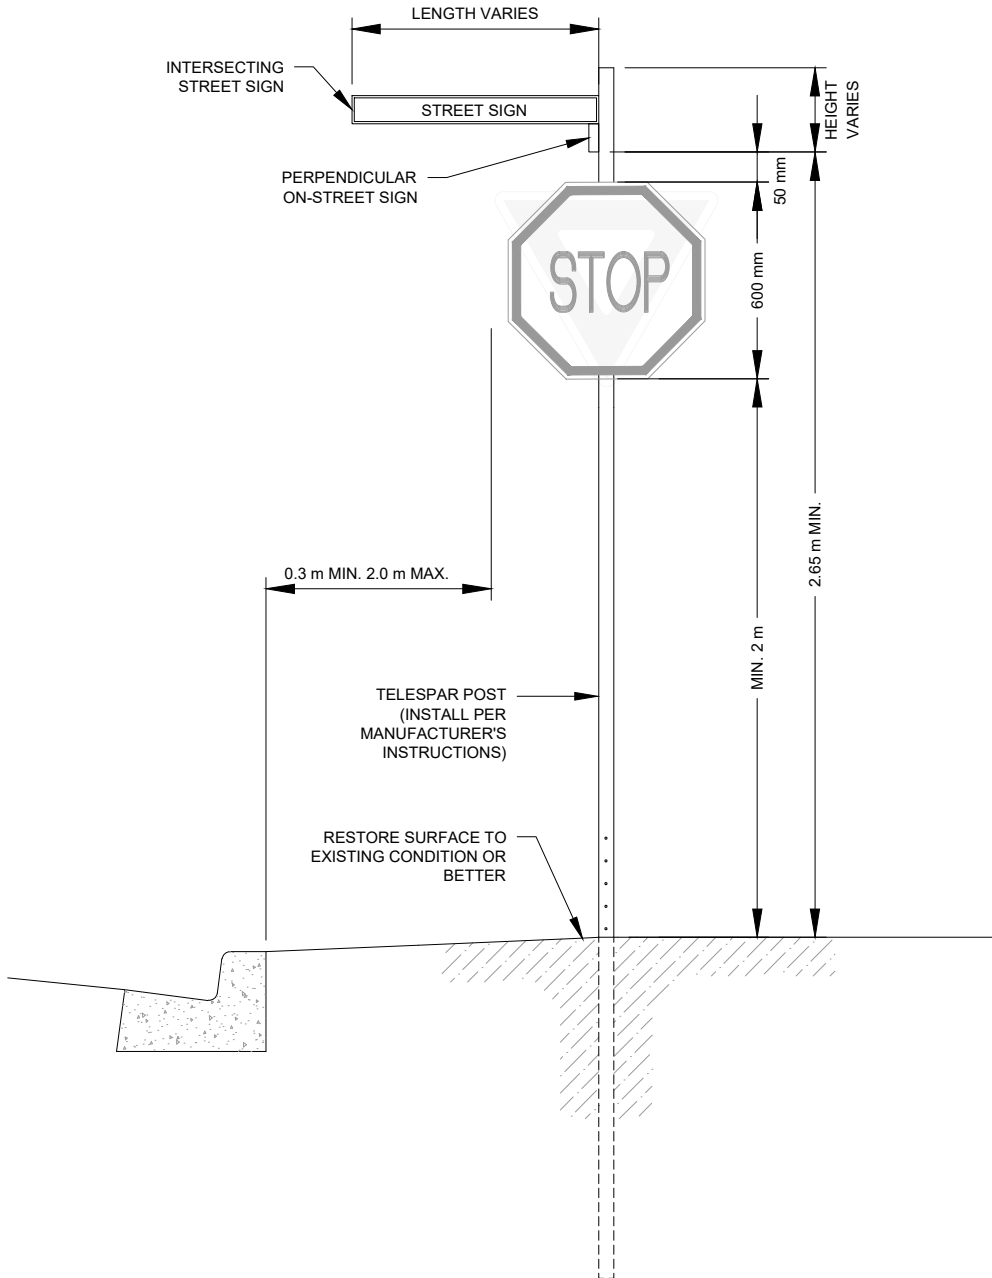 LENGTH VARIES
INTERSECTING
STREET SIGN
STREET SIGN
HEIGHT
VARIES
PERPENDICULAR
ON-STREET SIGN
50 mm
STOP
600 mm
2.65 m MIN.
0.3 m MIN. 2.0 m MAX.
MIN. 2 m
TELESPAR POST
(INSTALL PER
MANUFACTURER'S
INSTRUCTIONS)
RESTORE SURFACE TO
EXISTING CONDITION OR
BETTER